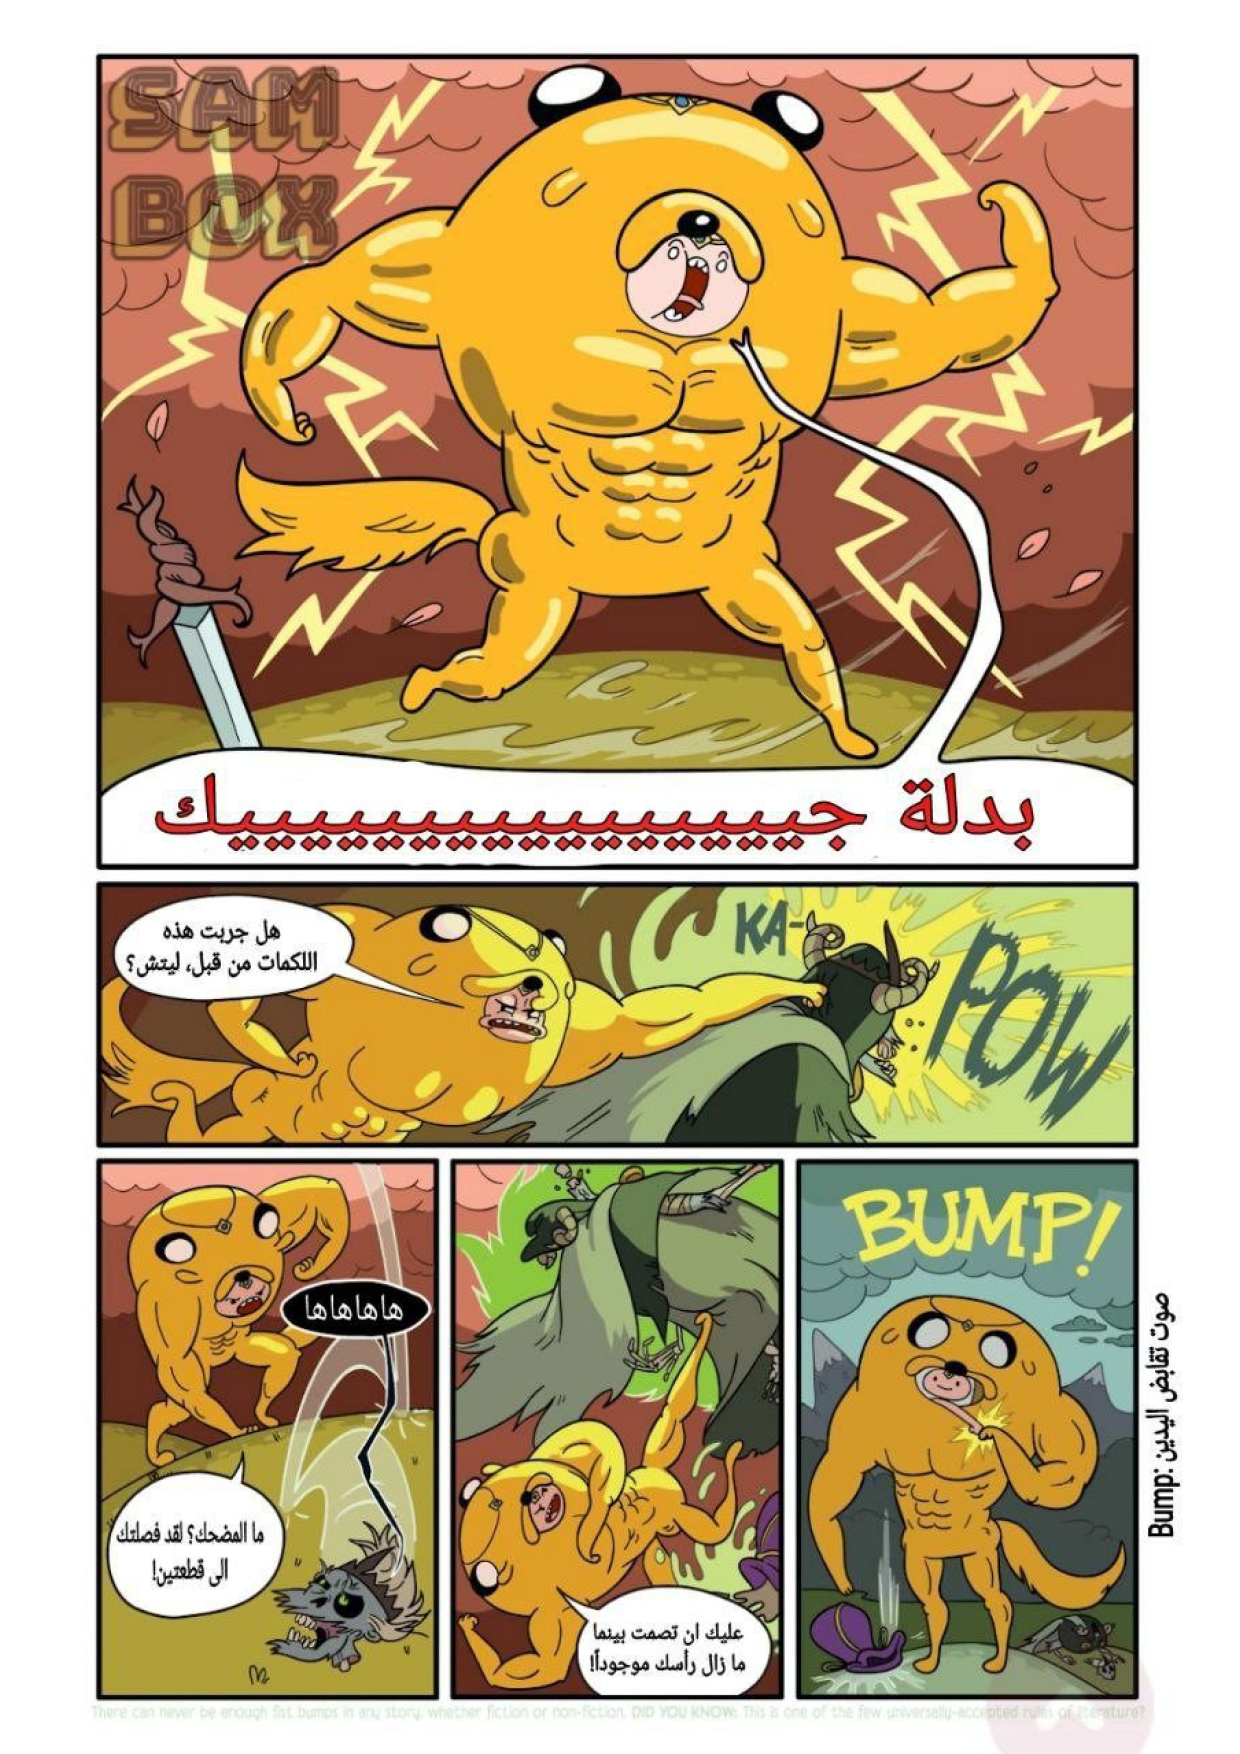 SAM
BOX
بدلة جييييييييييييييييك
هل جربت هذه
اللكمات من قبل، ليتش؟
KA-
POW
هاهاهاها
ما المضحك؟ لقد فصلتك
الى قطعتين!
عليك ان تصمت بينما
ما زال رأسك موجوداً!
BUMP!
Bump: صوت تقابض اليدين
There can never be enough fist bumps in any story, whether fiction or non-fiction. DID YOU KNOW: This is one of the few universally-accepted rules of literature?